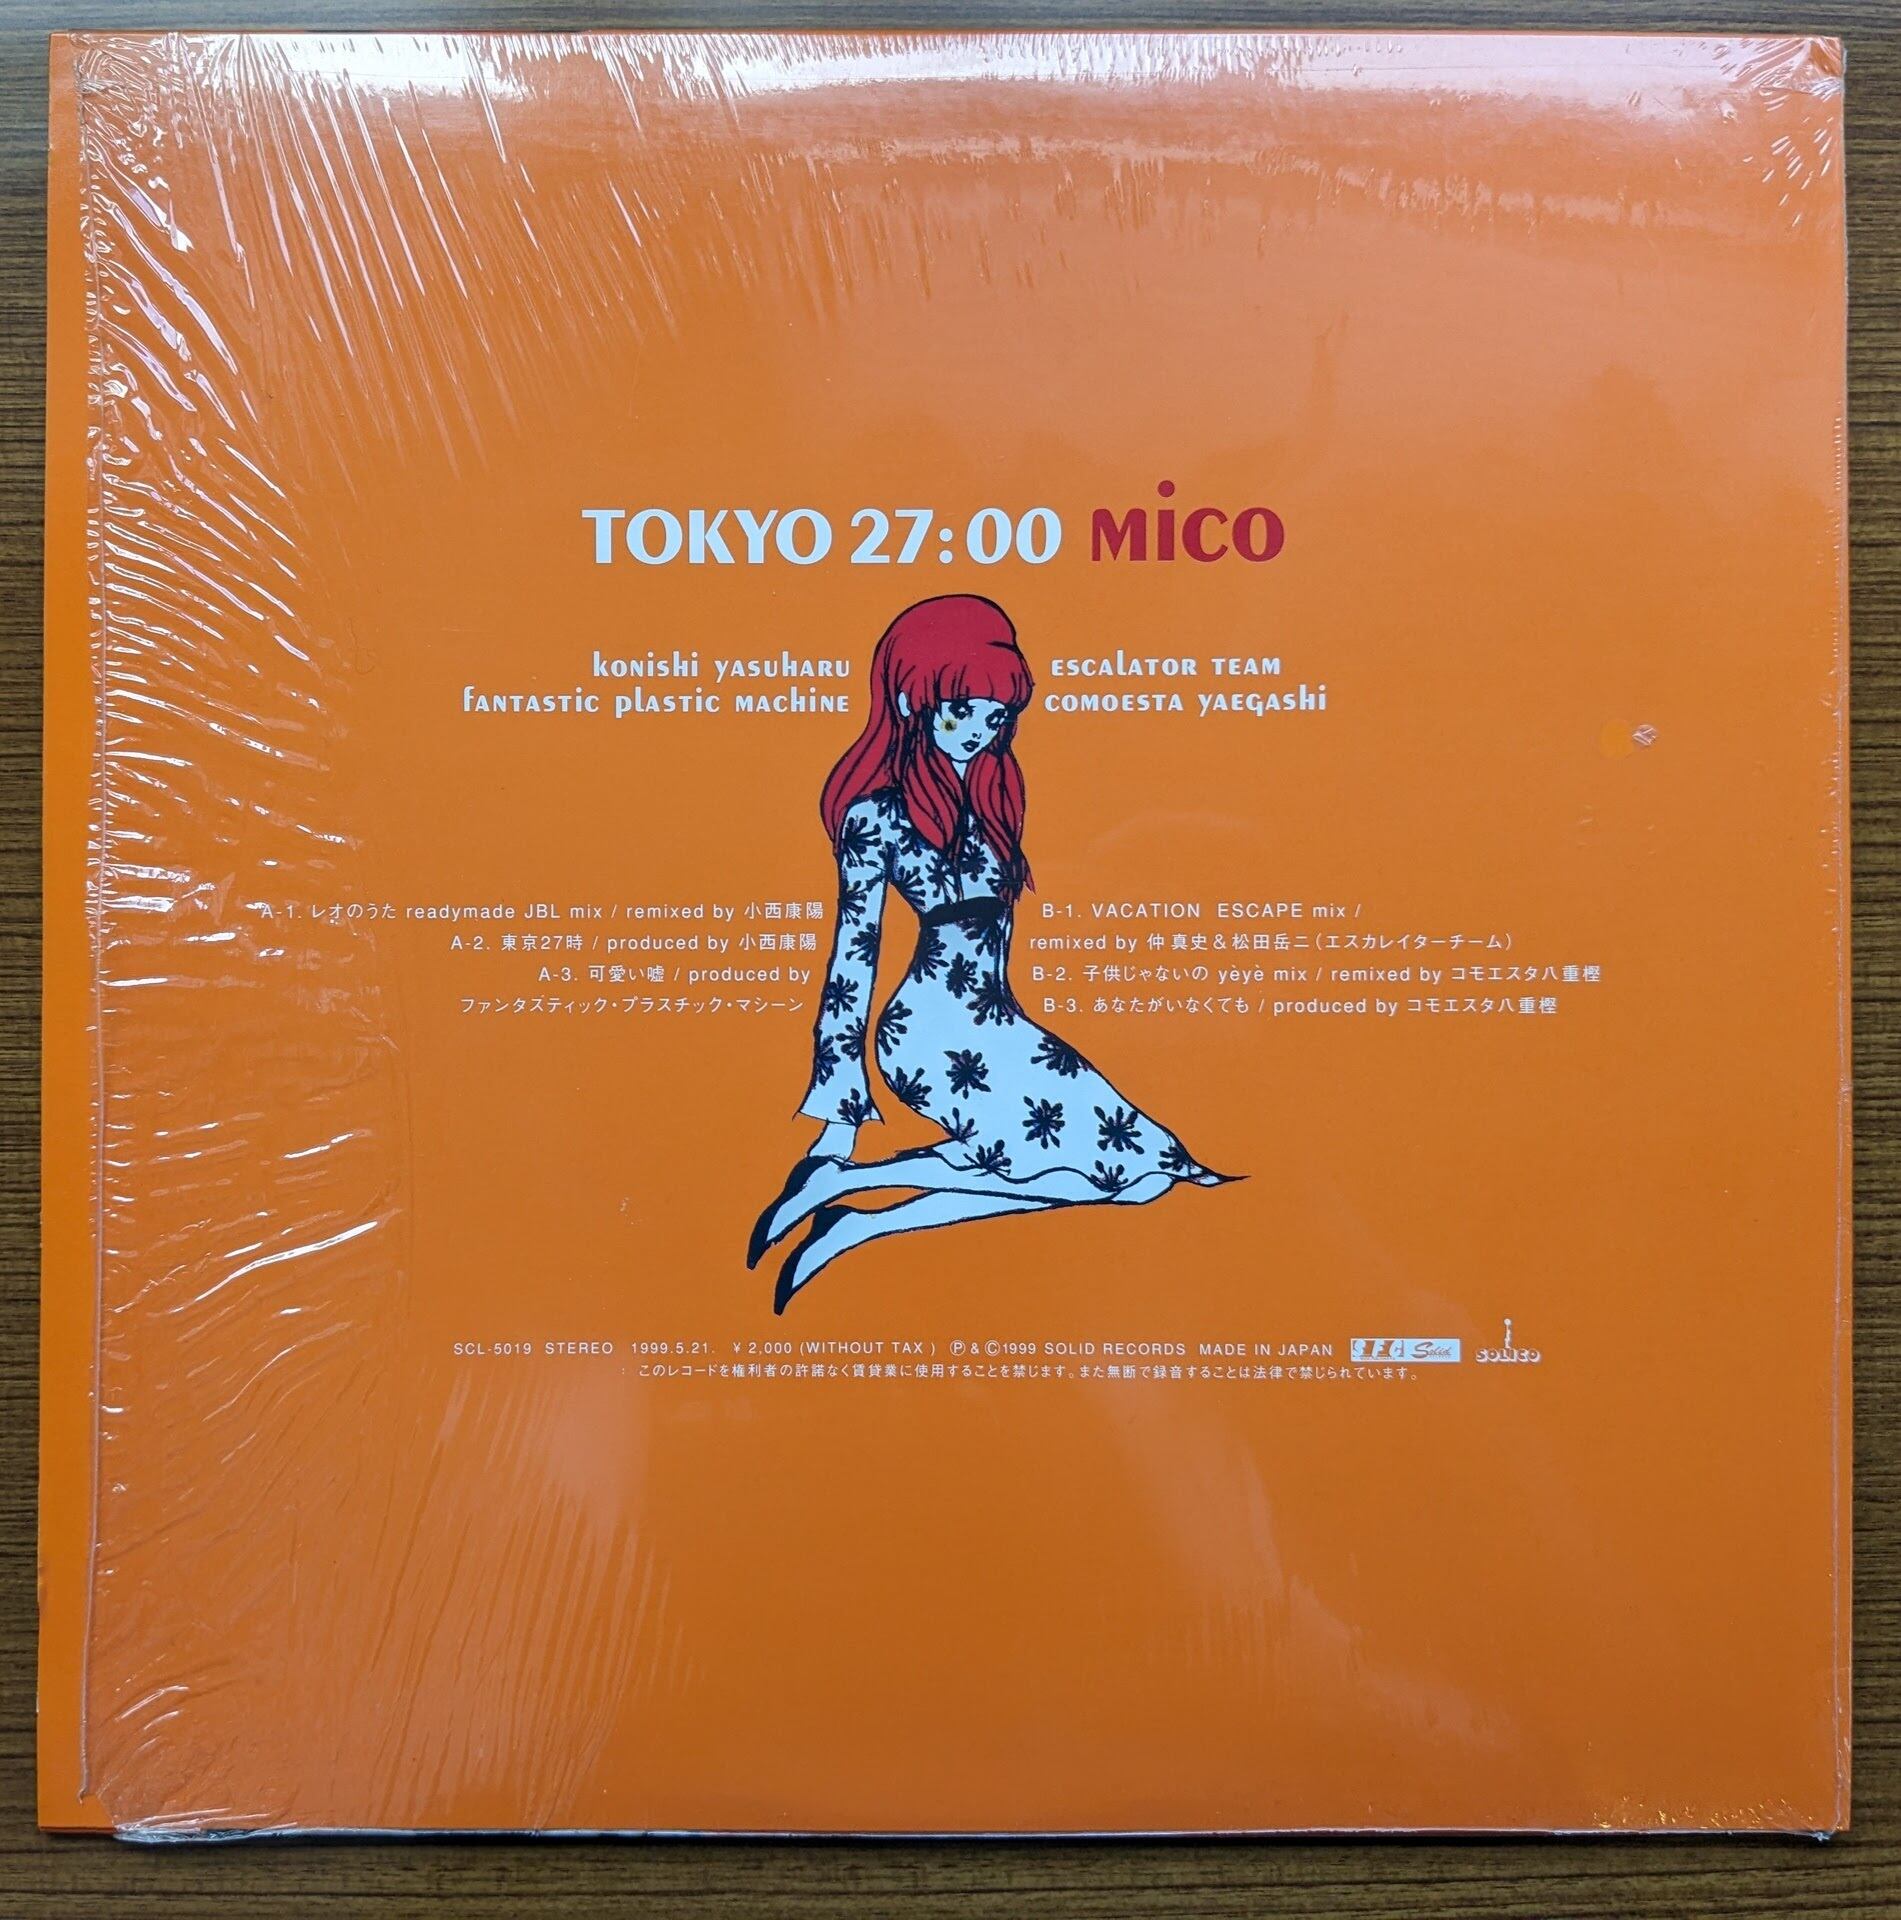 TOKYO 27:00 MiCO
konishi yasuharu
fantastic plastic machine
escalator team
comoesta yaegashi
A-1. レオのうた readymade JBL mix / remixed by 小西康陽
A-2. 東京27時 / produced by 小西康陽
A-3. 可愛い嘘 / produced by
ファンタスティック・プラスチック・マシーン
B-1. VACATION ESCAPE mix /
remixed by 仲 真史＆松田岳二（エスカレイターチーム）
B-2. 子供じゃないの yèyè mix / remixed by コモエスタ八重樫
B-3. あなたがいなくても / produced by コモエスタ八重樫
SCL-5019 STEREO 1999.5.21. ¥ 2,000 (WITHOUT TAX ) Ⓟ & Ⓒ1999 SOLID RECORDS MADE IN JAPAN SFC Solid SOLICO
: このレコードを権利者の許諾なく賃貸業に使用することを禁じます。また無断で録音することは法律で禁じられています。